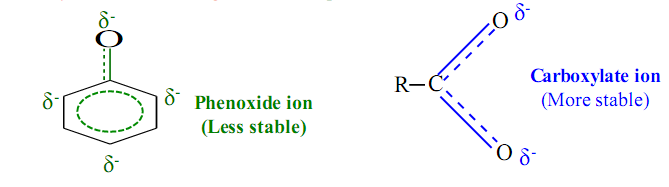 δ-
O
δ-
δ-
δ-
Phenoxide ion
(Less stable)
O δ-
R-C
O δ-
Carboxylate ion
(More stable)